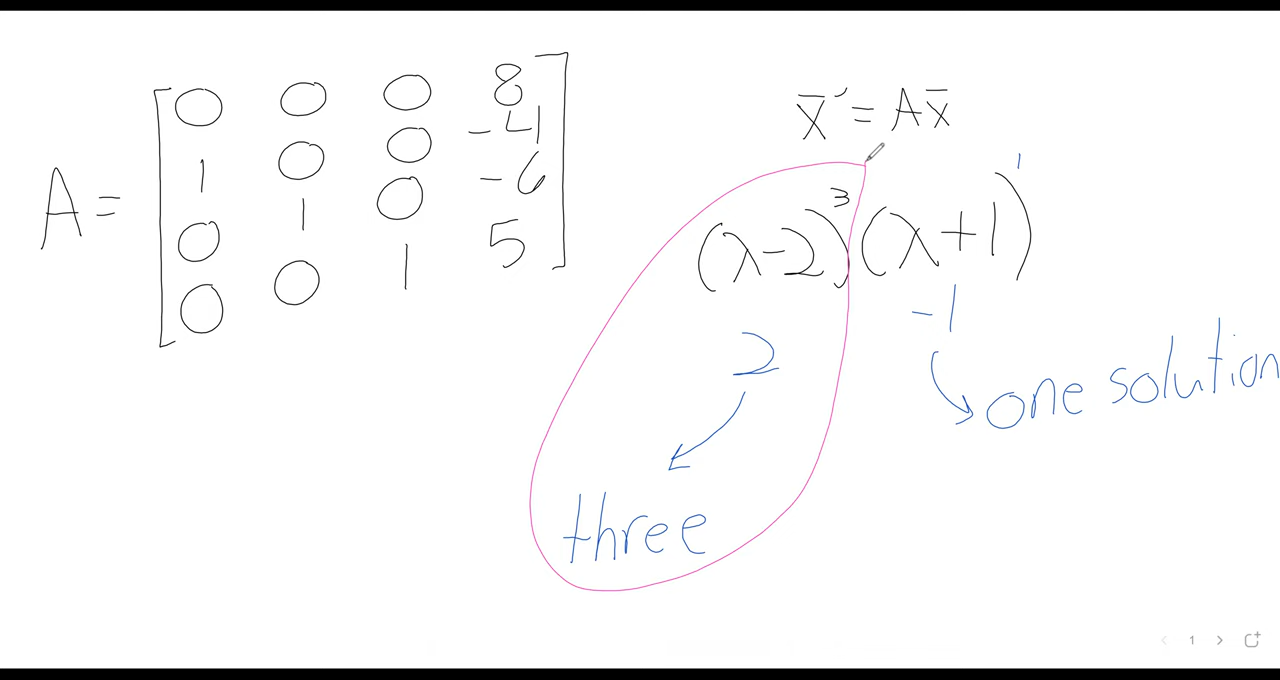 A = [ 0 0 0 8
1 0 0 -4
0 1 0 -6
0 0 1 5 ]
x̄′ = Ax̄
(λ-2)³ (λ+1)¹
2
-1
one solution
three
1